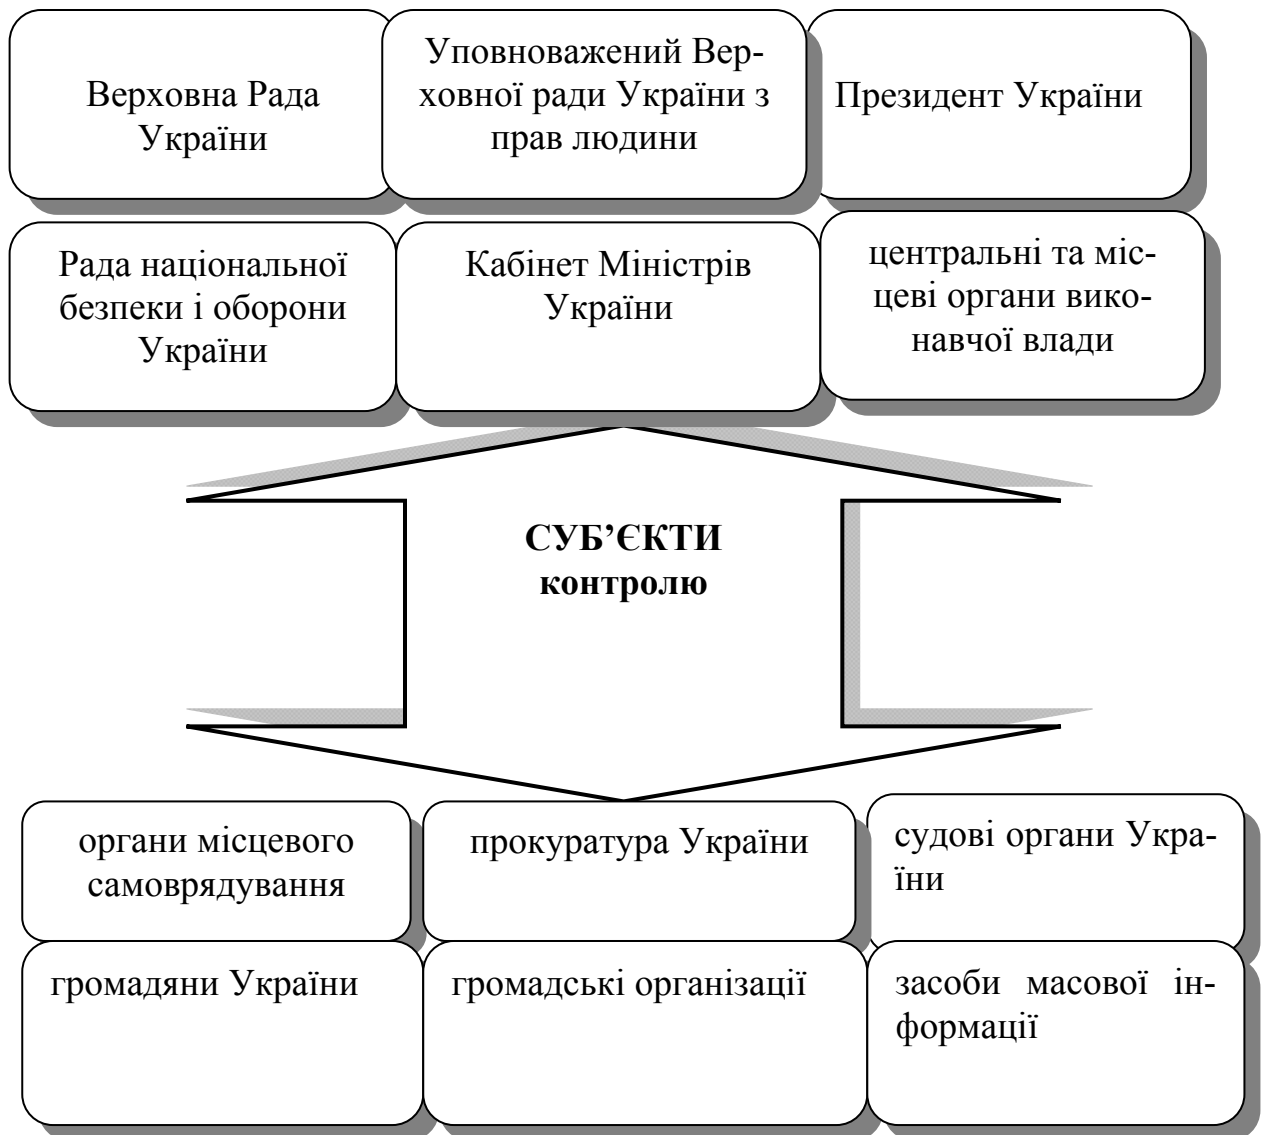 Верховна Рада
України
Уповноважений Вер-
ховної ради України з
прав людини
Президент України
Рада національної
безпеки і оборони
України
Кабінет Міністрів
України
центральні та міс-
цеві органи вико-
навчої влади
СУБ’ЄКТИ
контролю
органи місцевого
самоврядування
прокуратура України
судові органи Укра-
їни
громадяни України
громадські організації
засоби масової ін-
формації